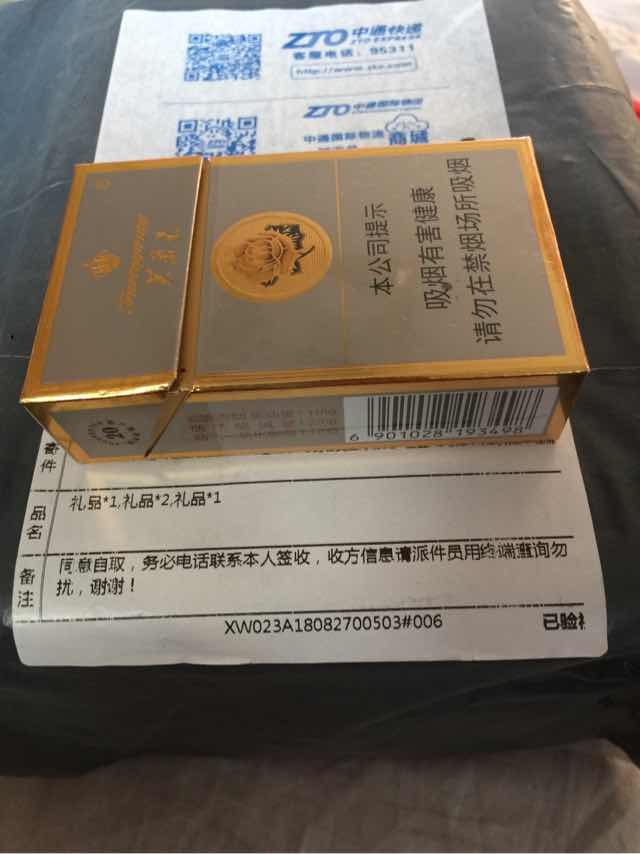 ZTO 中通快递
ZTO EXPRESS
客服电话：95311
http://www.zto.com
ZTO 中通国际物流
中通国际物流
商城
本公司提示
吸烟有害健康
请勿在禁烟场所吸烟
20
6 901028 193498
件
品名
礼品*1,礼品*2,礼品*1
备注
同意自取，务必电话联系本人签收，收方信息请派件员用终端查询勿
扰，谢谢！
XW023A18082700503#006
已验